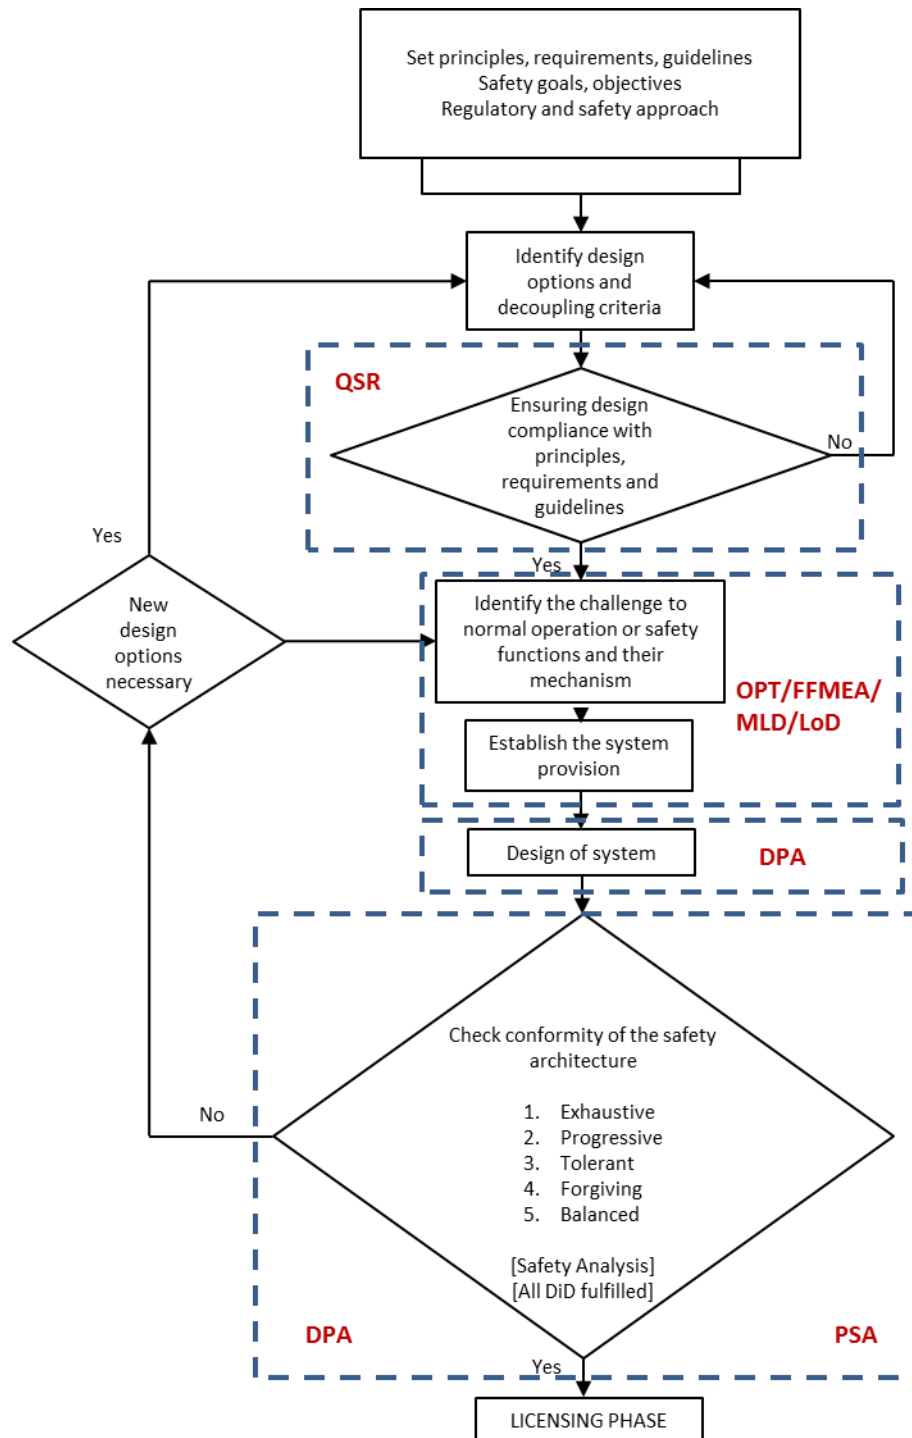 Set principles, requirements, guidelines
Safety goals, objectives
Regulatory and safety approach
Identify design
options and
decoupling criteria
QSR
Ensuring design
compliance with
principles,
requirements and
guidelines
No
Yes
Yes
New
design
options
necessary
Identify the challenge to
normal operation or safety
functions and their
mechanism
OPT/FFMEA/
MLD/LoD
Establish the system
provision
Design of system
DPA
Check conformity of the safety
architecture
1. Exhaustive
2. Progressive
3. Tolerant
4. Forgiving
5. Balanced
No
[Safety Analysis]
[All DiD fulfilled]
DPA
PSA
Yes
LICENSING PHASE